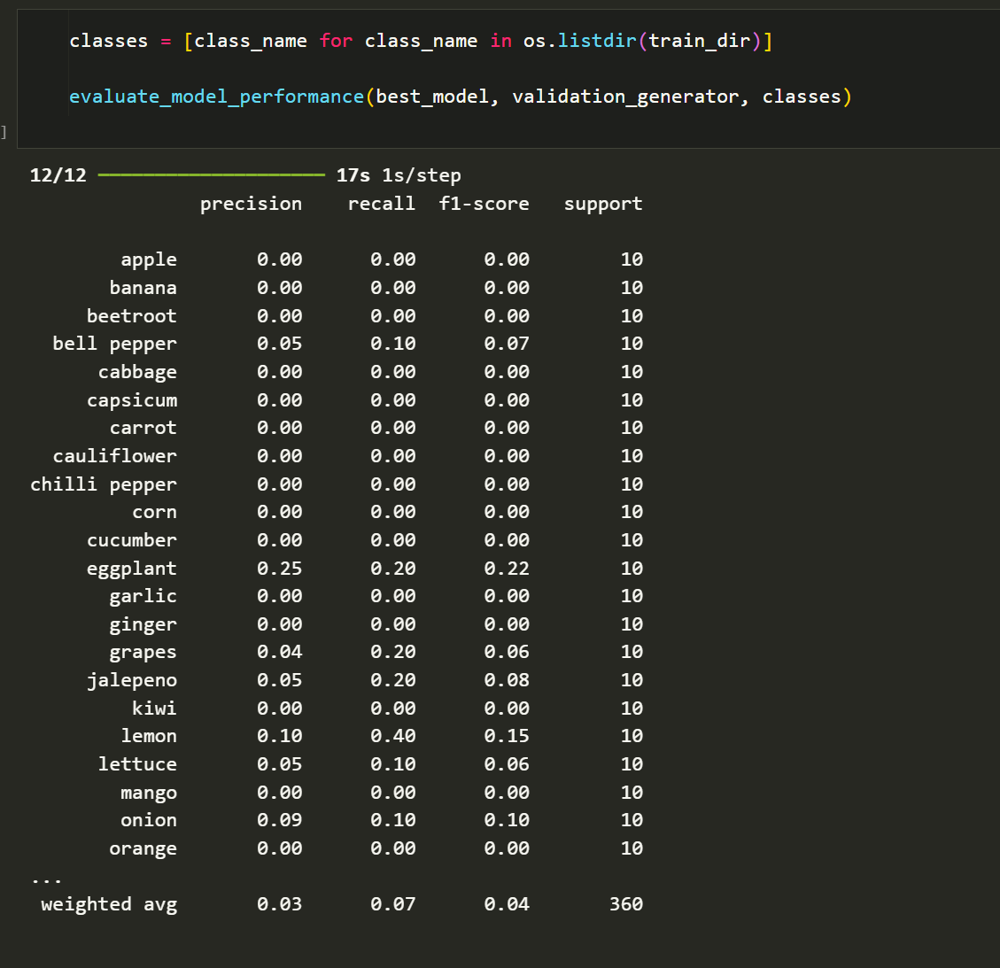 classes = [class_name for class_name in os.listdir(train_dir)]
evaluate_model_performance(best_model, validation_generator, classes)
]
12/12 ━━━━━━━━━━━━━━━━━━━━ 17s 1s/step
precision recall f1-score support
apple 0.00 0.00 0.00 10
banana 0.00 0.00 0.00 10
beetroot 0.00 0.00 0.00 10
bell pepper 0.05 0.10 0.07 10
cabbage 0.00 0.00 0.00 10
capsicum 0.00 0.00 0.00 10
carrot 0.00 0.00 0.00 10
cauliflower 0.00 0.00 0.00 10
chilli pepper 0.00 0.00 0.00 10
corn 0.00 0.00 0.00 10
cucumber 0.00 0.00 0.00 10
eggplant 0.25 0.20 0.22 10
garlic 0.00 0.00 0.00 10
ginger 0.00 0.00 0.00 10
grapes 0.04 0.20 0.06 10
jalepeno 0.05 0.20 0.08 10
kiwi 0.00 0.00 0.00 10
lemon 0.10 0.40 0.15 10
lettuce 0.05 0.10 0.06 10
mango 0.00 0.00 0.00 10
onion 0.09 0.10 0.10 10
orange 0.00 0.00 0.00 10
...
weighted avg 0.03 0.07 0.04 360